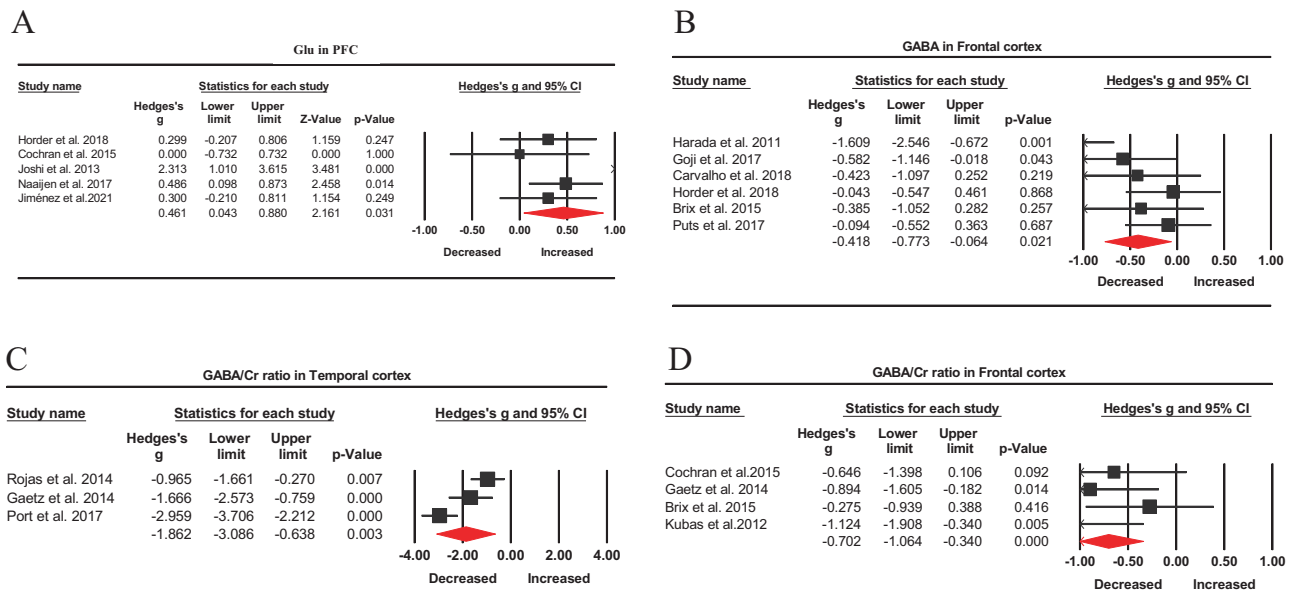 A
Glu in PFC
Study name Statistics for each study Hedges's g and 95% CI
Hedges's g Lower limit Upper limit Z-Value p-Value
Horder et al. 2018 0.299 -0.207 0.806 1.159 0.247
Cochran et al. 2015 0.000 -0.732 0.732 0.000 1.000
Joshi et al. 2013 2.313 1.010 3.615 3.481 0.000
Naaijen et al. 2017 0.486 0.098 0.873 2.458 0.014
Jiménez et al.2021 0.300 -0.210 0.811 1.154 0.249
0.461 0.043 0.880 2.161 0.031
-1.00 -0.50 0.00 0.50 1.00
Decreased Increased
B
GABA in Frontal cortex
Study name Statistics for each study Hedges's g and 95% CI
Hedges's g Lower limit Upper limit p-Value
Harada et al. 2011 -1.609 -2.546 -0.672 0.001
Goji et al. 2017 -0.582 -1.146 -0.018 0.043
Carvalho et al. 2018 -0.423 -1.097 0.252 0.219
Horder et al. 2018 -0.043 -0.547 0.461 0.868
Brix et al. 2015 -0.385 -1.052 0.282 0.257
Puts et al. 2017 -0.094 -0.552 0.363 0.687
-0.418 -0.773 -0.064 0.021
-1.00 -0.50 0.00 0.50 1.00
Decreased Increased
C
GABA/Cr ratio in Temporal cortex
Study name Statistics for each study Hedges's g and 95% CI
Hedges's g Lower limit Upper limit p-Value
Rojas et al. 2014 -0.965 -1.661 -0.270 0.007
Gaetz et al. 2014 -1.666 -2.573 -0.759 0.000
Port et al. 2017 -2.959 -3.706 -2.212 0.000
-1.862 -3.086 -0.638 0.003
-4.00 -2.00 0.00 2.00 4.00
Decreased Increased
D
GABA/Cr ratio in Frontal cortex
Study name Statistics for each study Hedges's g and 95% CI
Hedges's g Lower limit Upper limit p-Value
Cochran et al.2015 -0.646 -1.398 0.106 0.092
Gaetz et al. 2014 -0.894 -1.605 -0.182 0.014
Brix et al. 2015 -0.275 -0.939 0.388 0.416
Kubas et al.2012 -1.124 -1.908 -0.340 0.005
-0.702 -1.064 -0.340 0.000
-1.00 -0.50 0.00 0.50 1.00
Decreased Increased